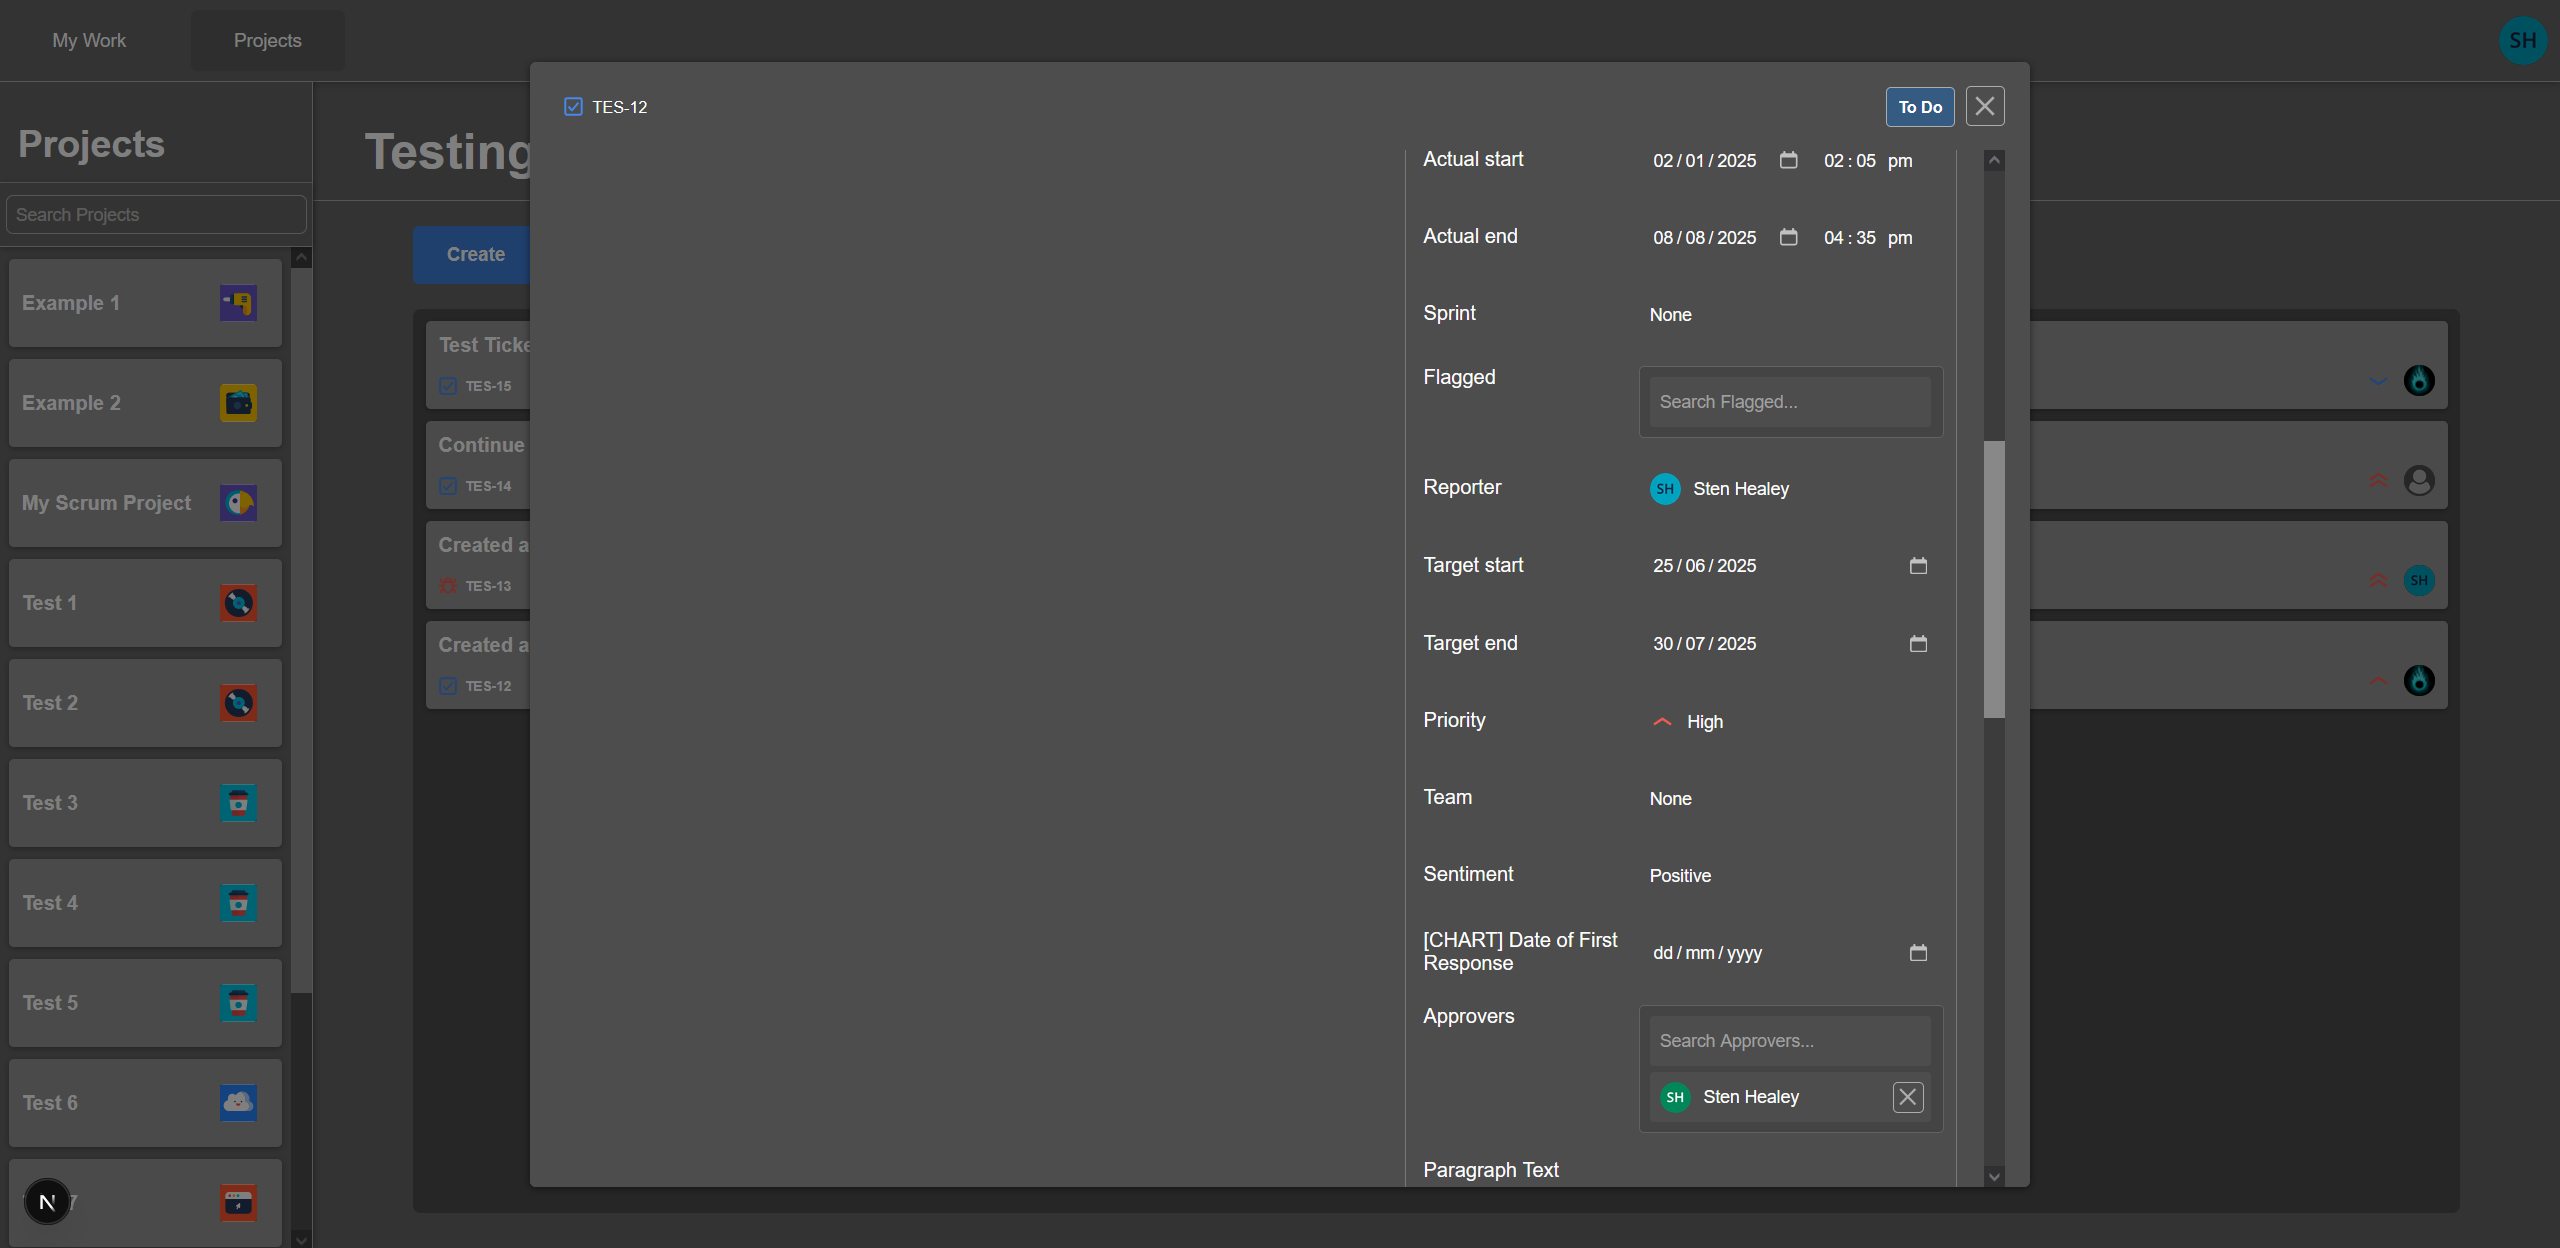 My Work
Projects
SH
Projects
Search Projects
Example 1
Example 2
My Scrum Project
Test 1
Test 2
Test 3
Test 4
Test 5
Test 6
N 7
Testing
Create
Test Ticke
TES-15
Continue
TES-14
Created a
TES-13
SH
Created a
TES-12
TES-12
To Do
Actual start 02/01/2025 02:05 pm
Actual end 08/08/2025 04:35 pm
Sprint None
Flagged Search Flagged...
Reporter SH Sten Healey
Target start 25/06/2025
Target end 30/07/2025
Priority High
Team None
Sentiment Positive
[CHART] Date of First
Response dd/mm/yyyy
Approvers Search Approvers...
SH Sten Healey
Paragraph Text